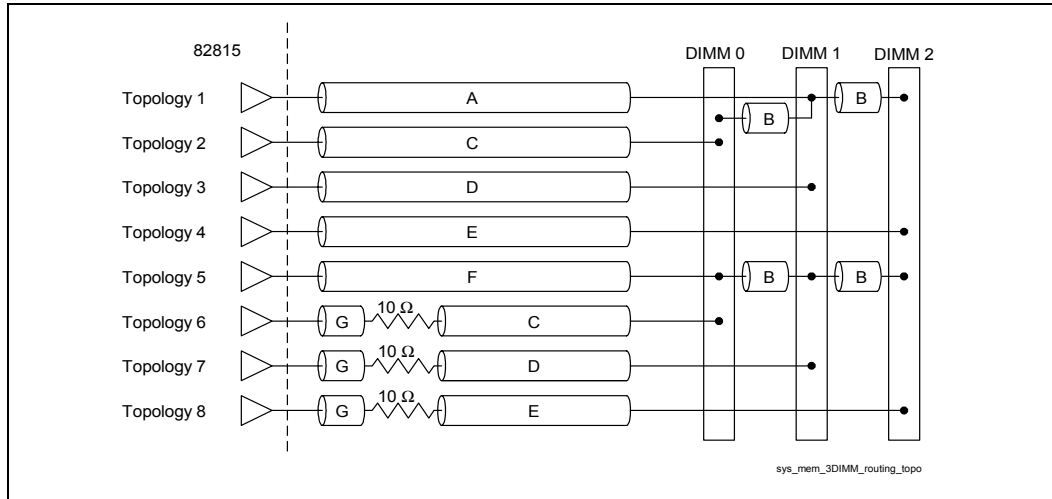 82815
DIMM 0 DIMM 1 DIMM 2
Topology 1 A B B
Topology 2 C
Topology 3 D
Topology 4 E
Topology 5 F B B
Topology 6 G 10 Ω C
Topology 7 G 10 Ω D
Topology 8 G 10 Ω E
sys_mem_3DIMM_routing_topo